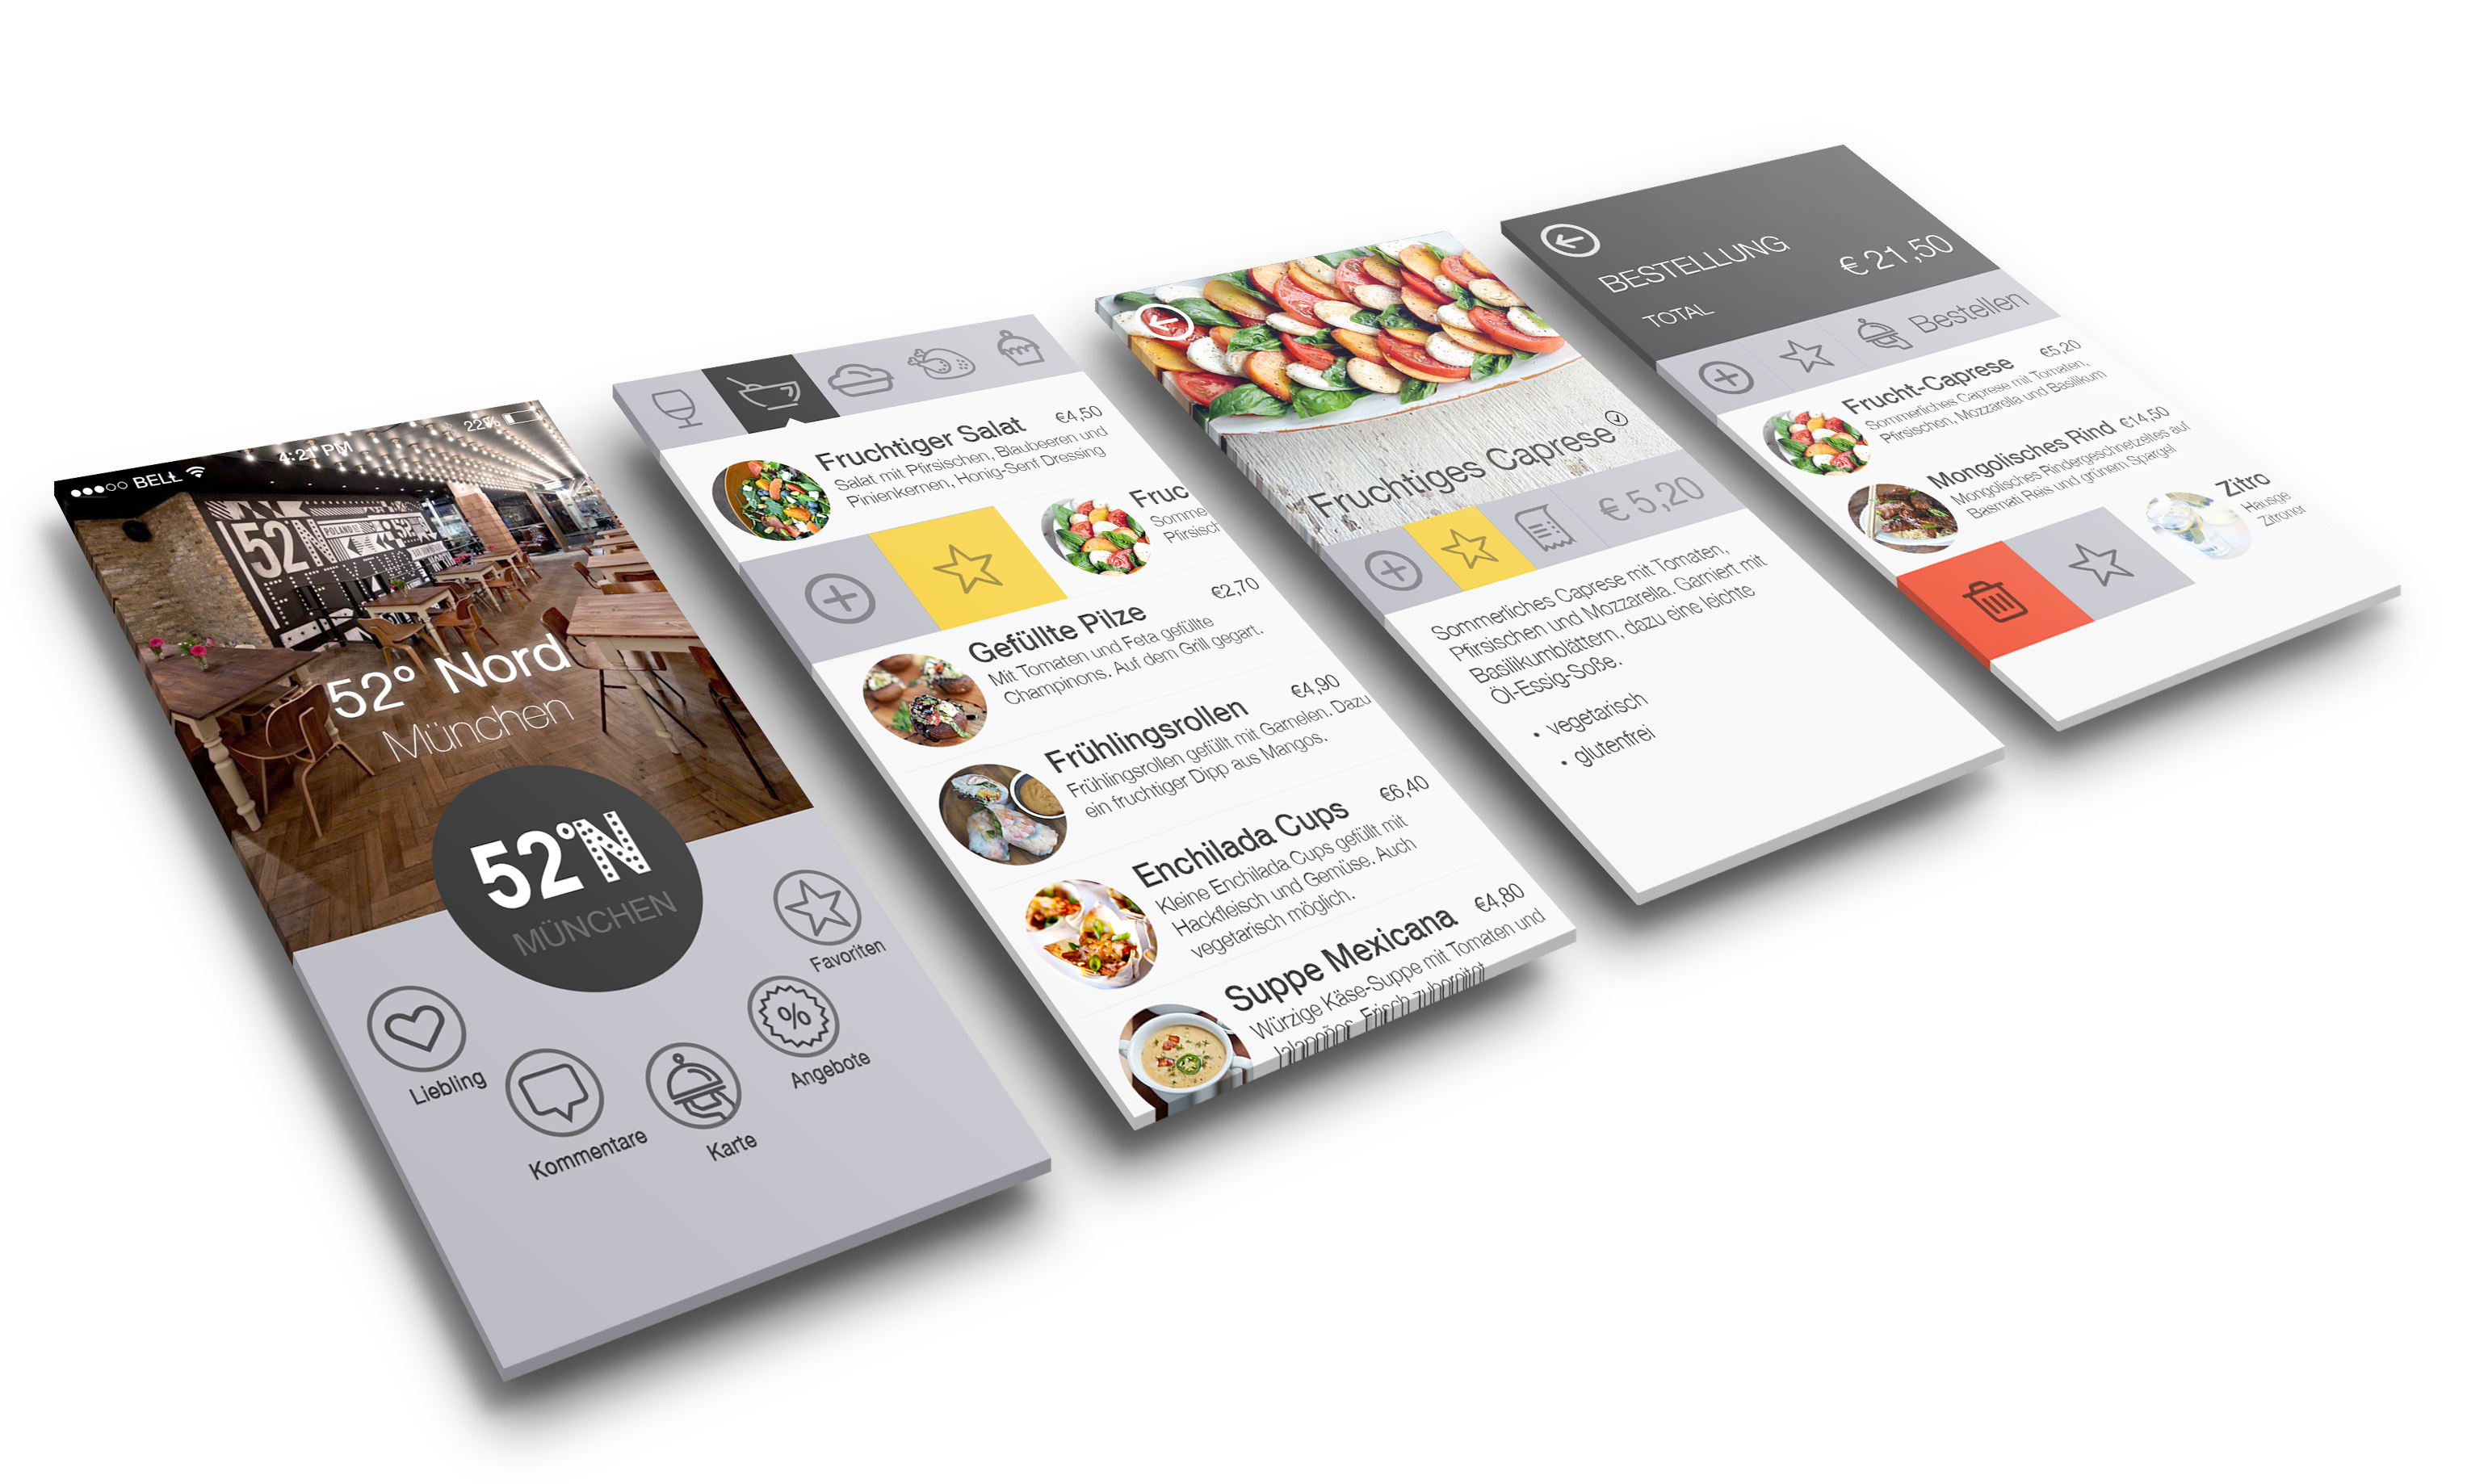 BELL
4:21 PM
22%
52°N
POLAND ST
52° Nord
München
52°N
MÜNCHEN
Liebling
Kommentare
Karte
Angebote
Favoriten
Fruchtiger Salat €4,50
Salat mit Pfirsischen, Blaubeeren und
Pinienkernen, Honig-Senf Dressing
Fruc
Somme
Pfirsisch
Gefüllte Pilze €2,70
Mit Tomaten und Feta gefüllte
Champinons. Auf dem Grill gegart.
Frühlingsrollen €4,90
Frühlingsrollen gefüllt mit Garnelen. Dazu
ein fruchtiger Dipp aus Mangos.
Enchilada Cups €6,40
Kleine Enchilada Cups gefüllt mit
Hackfleisch und Gemüse. Auch
vegetarisch möglich.
Suppe Mexicana €4,80
Würzige Käse-Suppe mit Tomaten und
Jalapoños. Frisch zubereitet
Fruchtiges Caprese
€ 5,20
Sommerliches Caprese mit Tomaten,
Pfirsischen und Mozzarella. Garniert mit
Basilikumblättern, dazu eine leichte
Öl-Essig-Soße.
• vegetarisch
• glutenfrei
BESTELLUNG
TOTAL €21,50
Bestellen
Frucht-Caprese €5,20
Sommerliches Caprese mit Tomaten,
Pfirsischen, Mozzarella und Basilikum
Mongolisches Rind €14,50
Mongolisches Rindergeschnetzeltes auf
Basmati Reis und grünem Spargel
Zitro
Hausge
Zitroner